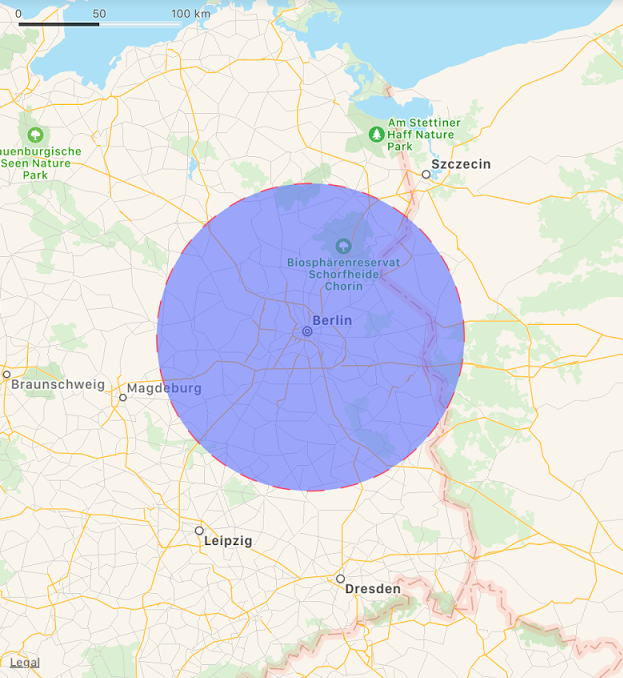 0 50 100 km
Am Stettiner
Haff Nature
Park
auenburgische
Seen Nature
Park
Szczecin
Biosphärenreservat
Schorfheide
Chorin
Berlin
Braunschweig
Magdeburg
Leipzig
Dresden
Legal